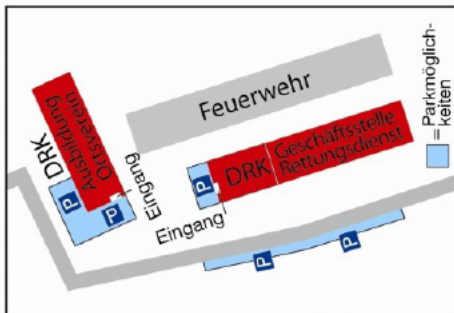 DRK
Ausbildung
Ortsverein
P
P
Eingang
Feuerwehr
P
DRK
Geschäftsstelle
Rettungsdienst
Eingang
P
P
=Parkmöglich-
keiten